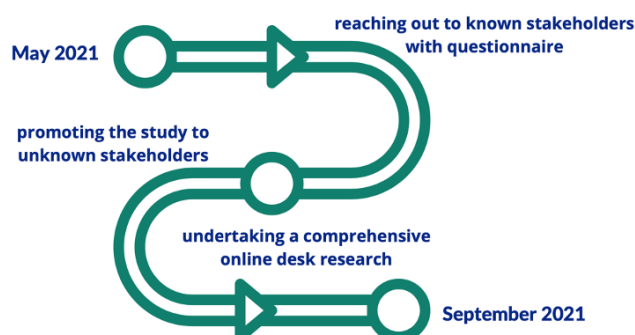 reaching out to known stakeholders
with questionnaire
May 2021
promoting the study to
unknown stakeholders
undertaking a comprehensive
online desk research
September 2021